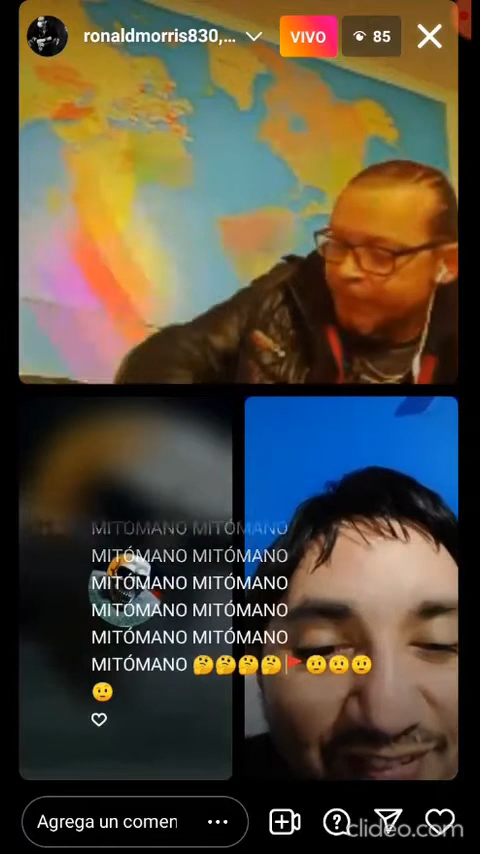 ronaldmorris830,...
VIVO
85
MITÓMANO MITÓMANO
MITÓMANO MITÓMANO
MITÓMANO MITÓMANO
MITÓMANO MITÓMANO
MITÓMANO MITÓMANO
MITÓMANO 🤔🤔🤔🤔🚩🤨🤨🤨
🤨
Agrega un comen
clideo.com